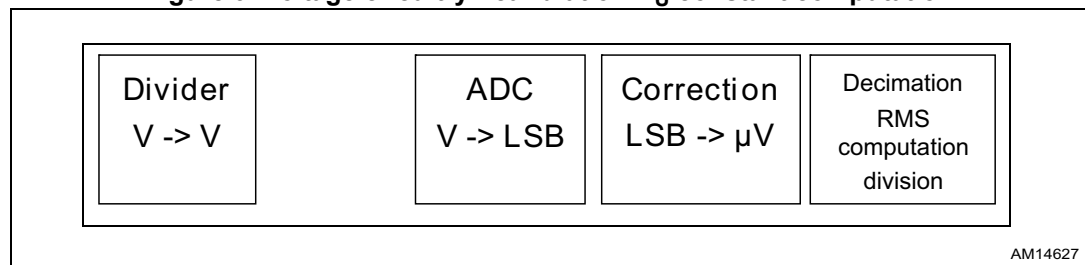 Divider
V -> V
ADC
V -> LSB
Correction
LSB -> µV
Decimation
RMS
computation
division
AM14627